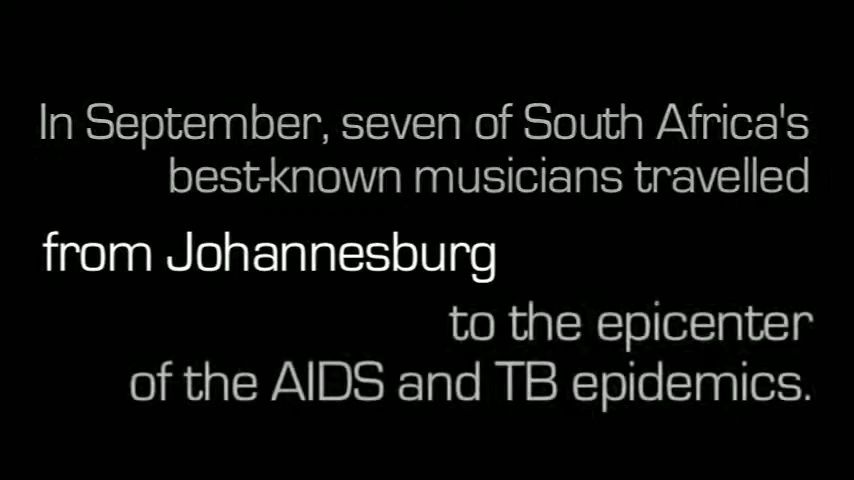 In September, seven of South Africa's
best-known musicians travelled
from Johannesburg
to the epicenter
of the AIDS and TB epidemics.